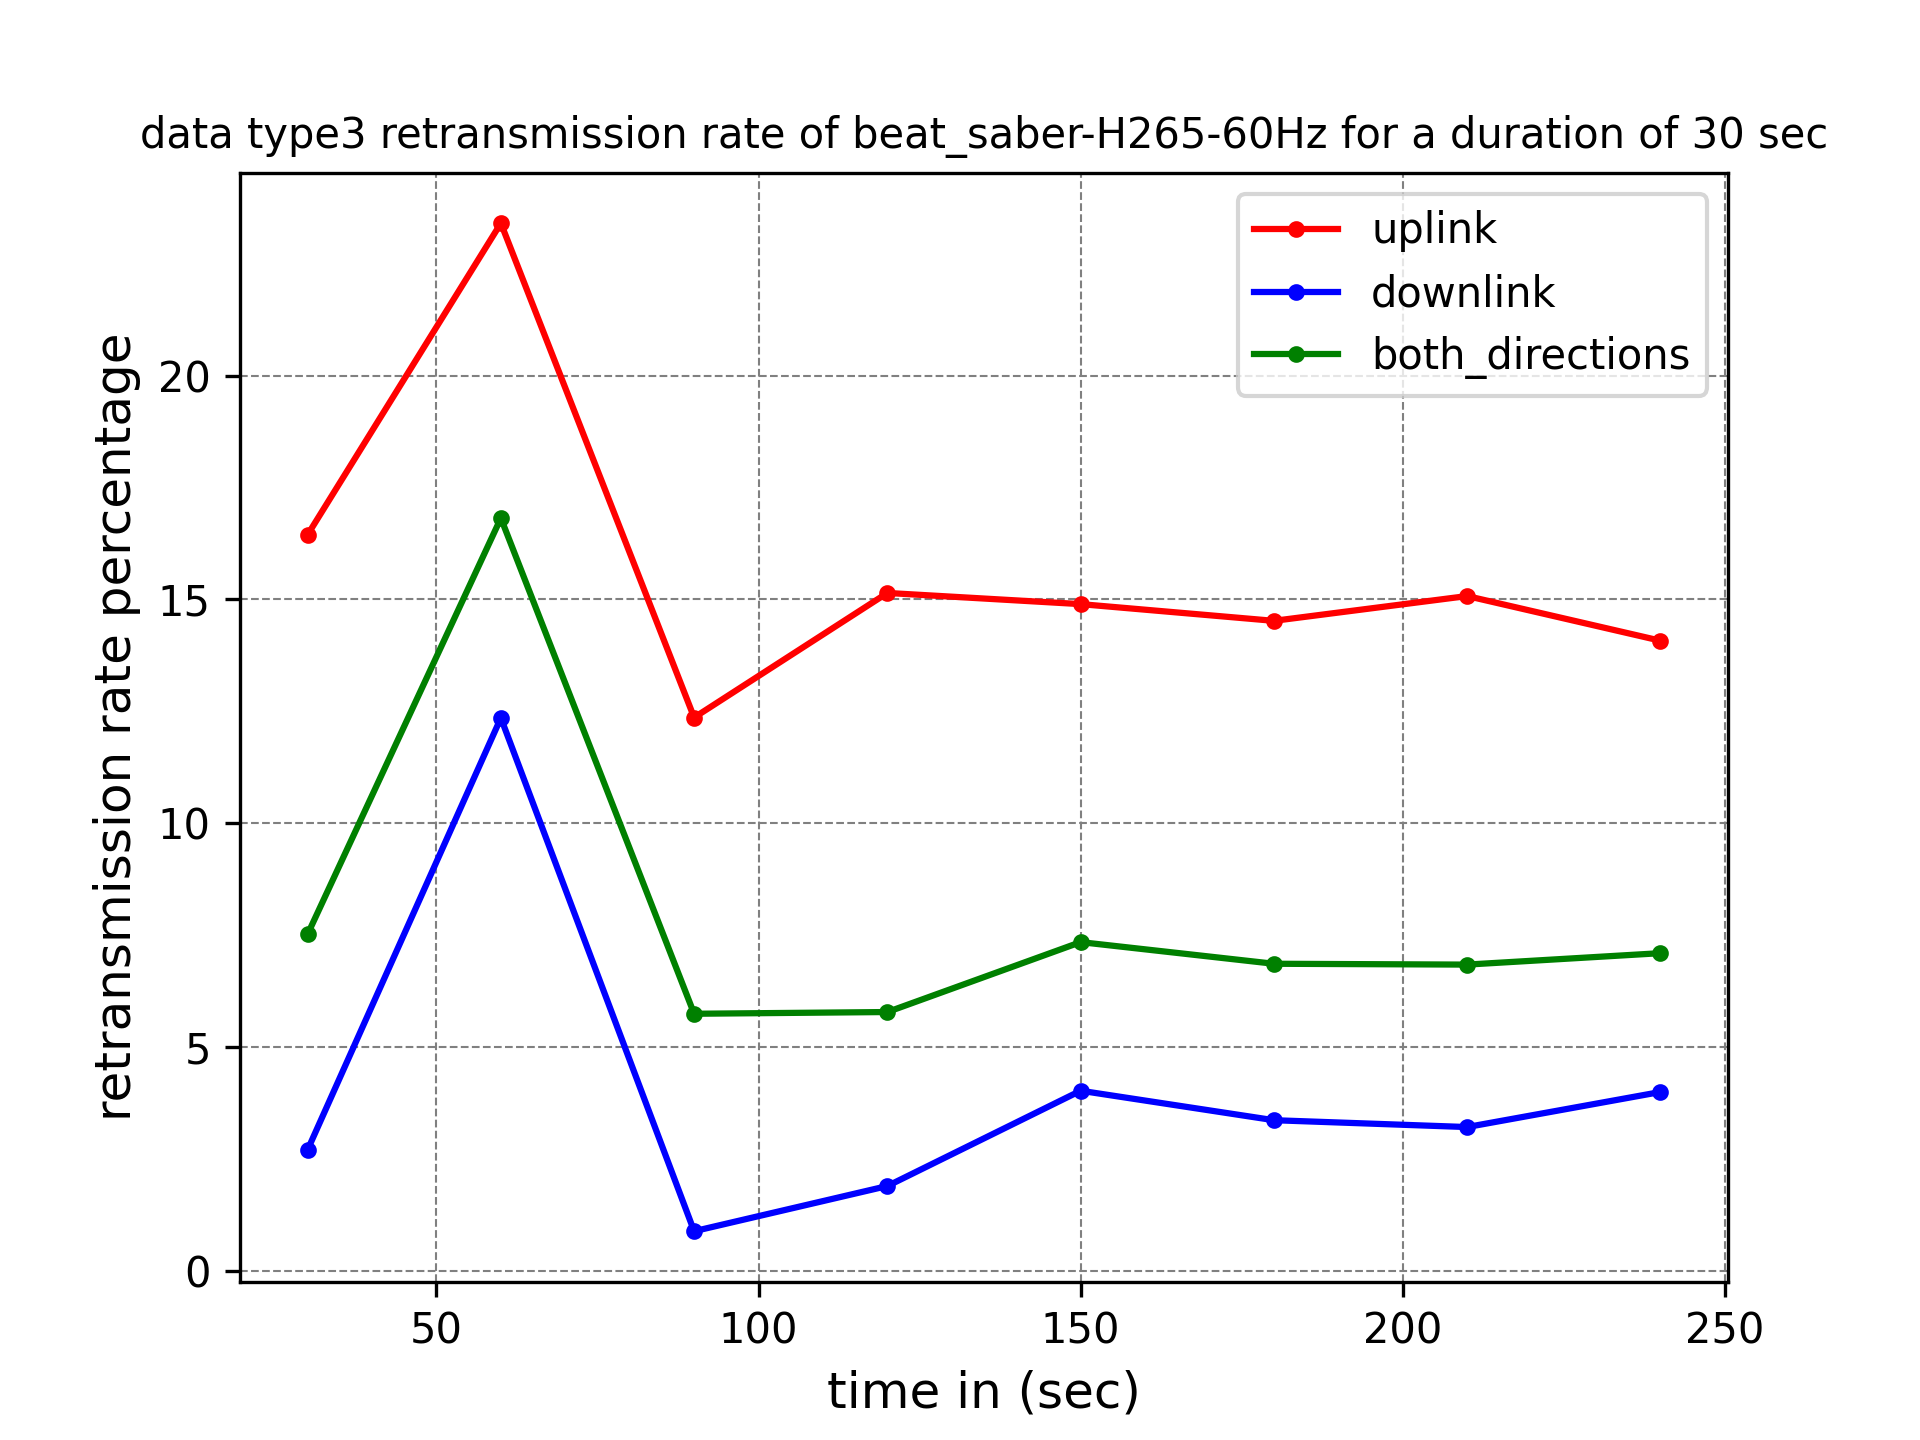 data type3 retransmission rate of beat_saber-H265-60Hz for a duration of 30 sec
uplink
downlink
both_directions
retransmission rate percentage
20
15
10
5
0
50 100 150 200 250
time in (sec)